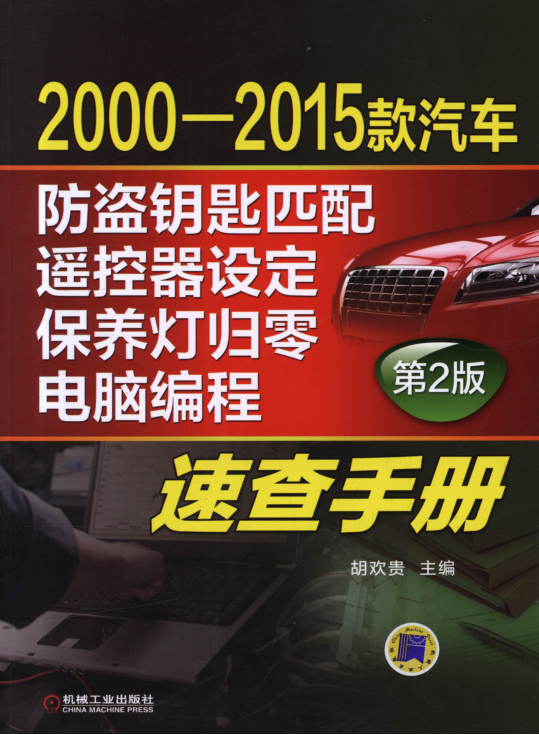 2000—2015款汽车
防盗钥匙匹配
遥控器设定
保养灯归零
电脑编程
第2版
速查手册
胡欢贵 主编
机械工业出版社
CHINA MACHINE PRESS